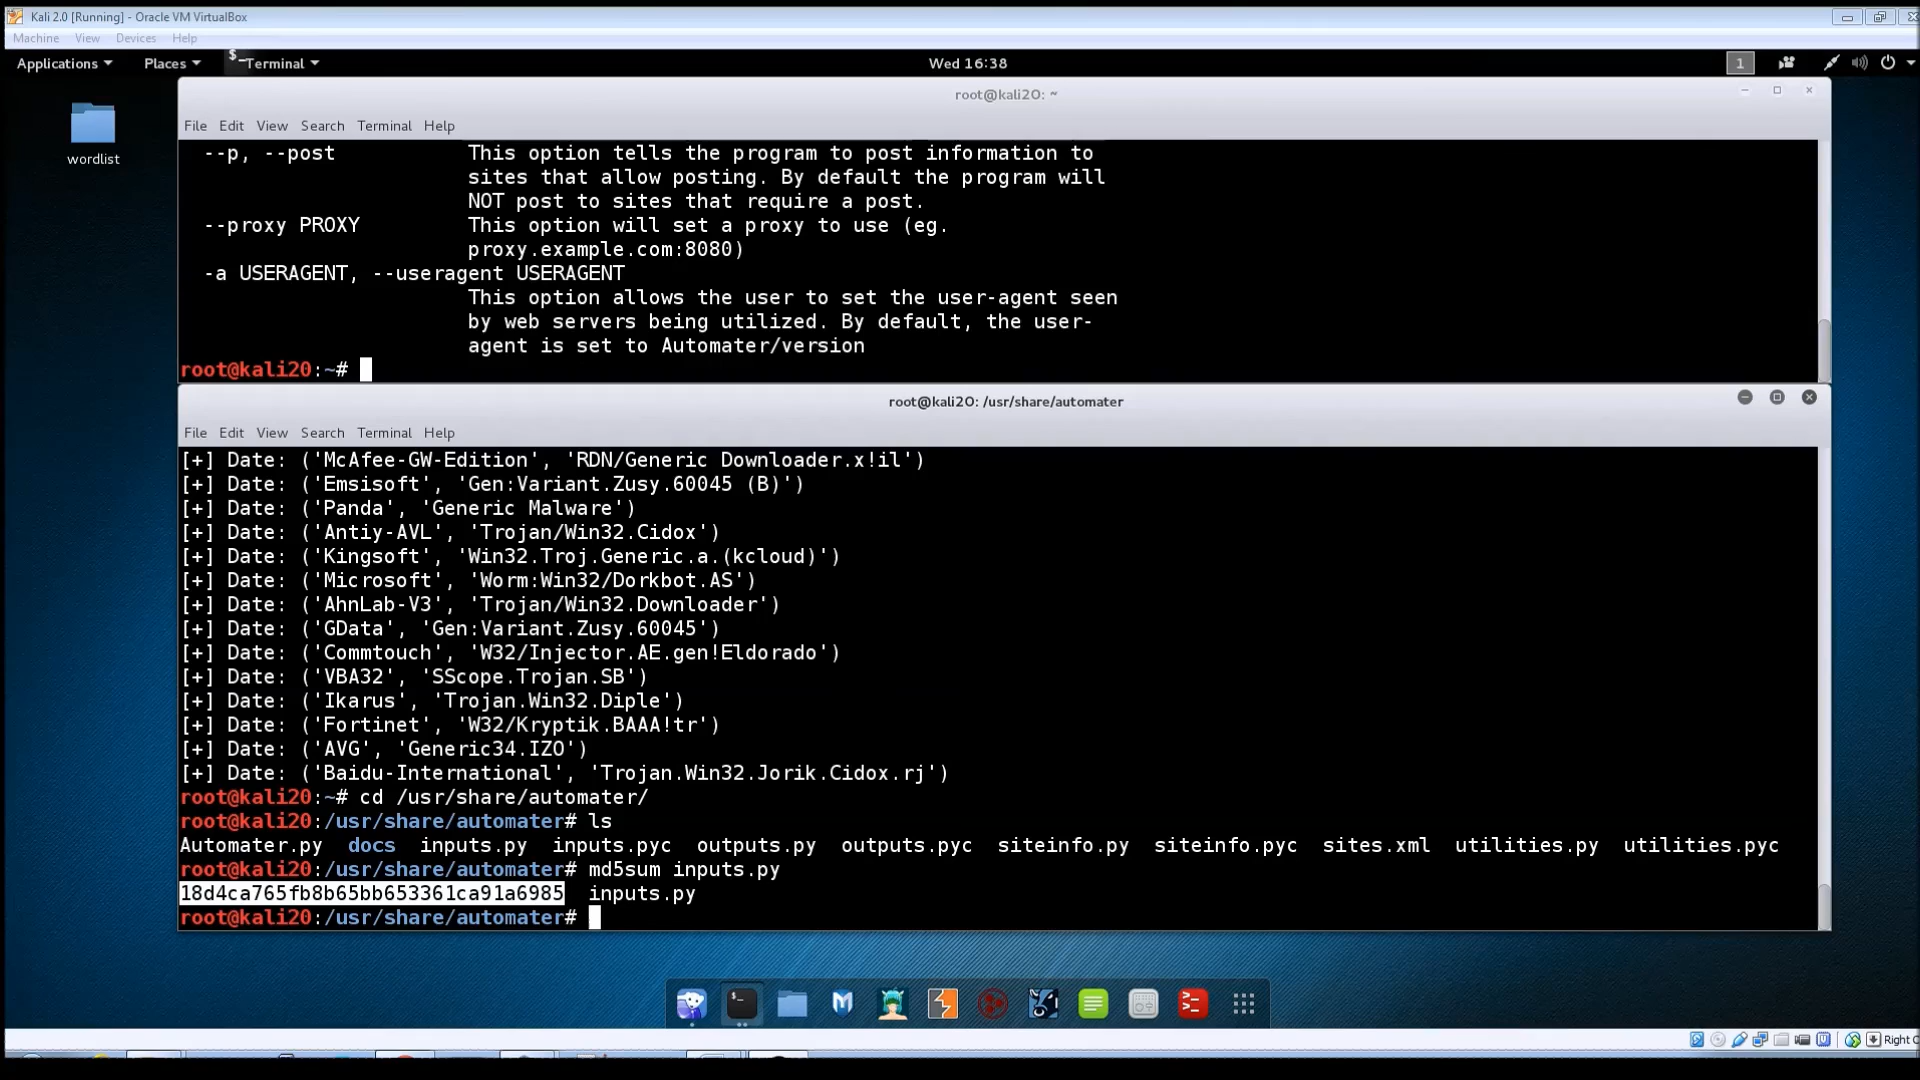 Kali 2.0 [Running] - Oracle VM VirtualBox
Machine View Devices Help
Applications Places Terminal Wed 16:38 1
wordlist
root@kali20: ~
File Edit View Search Terminal Help
--p, --post This option tells the program to post information to
sites that allow posting. By default the program will
NOT post to sites that require a post.
--proxy PROXY This option will set a proxy to use (eg.
proxy.example.com:8080)
-a USERAGENT, --useragent USERAGENT
This option allows the user to set the user-agent seen
by web servers being utilized. By default, the user-
agent is set to Automater/version
root@kali20:~#
root@kali20: /usr/share/automater
File Edit View Search Terminal Help
[+] Date: ('McAfee-GW-Edition', 'RDN/Generic Downloader.x!il')
[+] Date: ('Emsisoft', 'Gen:Variant.Zusy.60045 (B)')
[+] Date: ('Panda', 'Generic Malware')
[+] Date: ('Antiy-AVL', 'Trojan/Win32.Cidox')
[+] Date: ('Kingsoft', 'Win32.Troj.Generic.a.(kcloud)')
[+] Date: ('Microsoft', 'Worm:Win32/Dorkbot.AS')
[+] Date: ('AhnLab-V3', 'Trojan/Win32.Downloader')
[+] Date: ('GData', 'Gen:Variant.Zusy.60045')
[+] Date: ('Commtouch', 'W32/Injector.AE.gen!Eldorado')
[+] Date: ('VBA32', 'SScope.Trojan.SB')
[+] Date: ('Ikarus', 'Trojan.Win32.Diple')
[+] Date: ('Fortinet', 'W32/Kryptik.BAAA!tr')
[+] Date: ('AVG', 'Generic34.IZO')
[+] Date: ('Baidu-International', 'Trojan.Win32.Jorik.Cidox.rj')
root@kali20:~# cd /usr/share/automater/
root@kali20:/usr/share/automater# ls
Automater.py docs inputs.py inputs.pyc outputs.py outputs.pyc siteinfo.py siteinfo.pyc sites.xml utilities.py utilities.pyc
root@kali20:/usr/share/automater# md5sum inputs.py
18d4ca765fb8b65bb653361ca91a6985 inputs.py
root@kali20:/usr/share/automater#
Right C